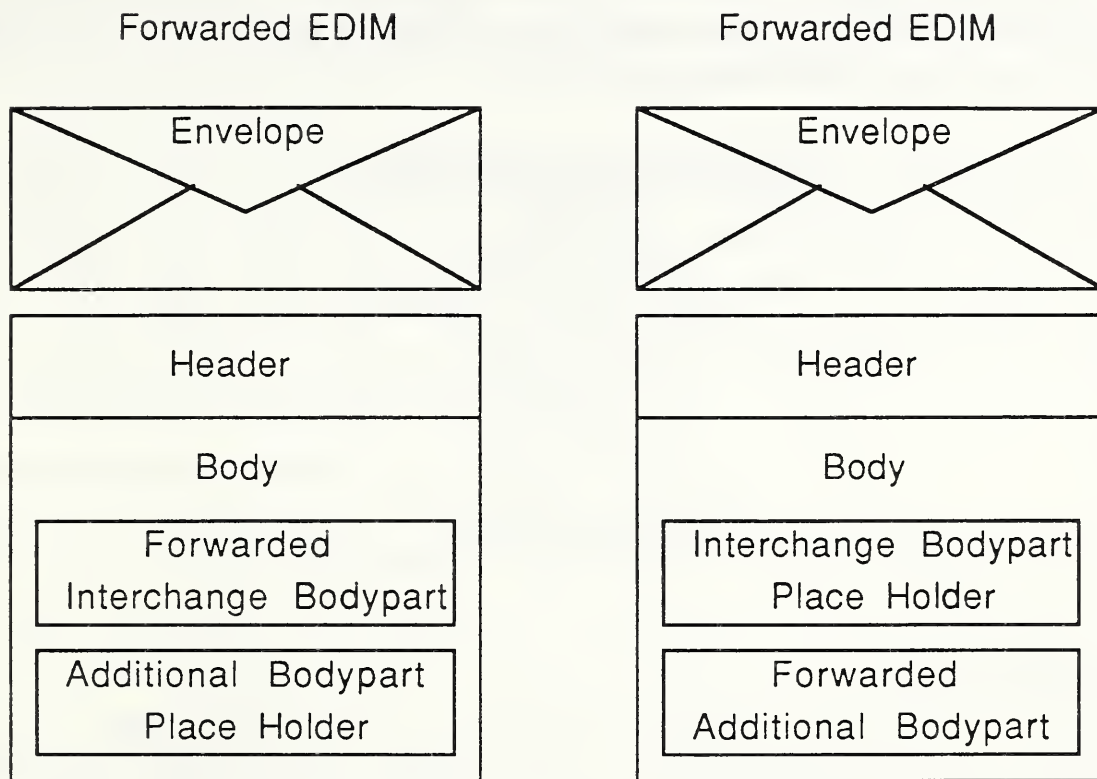 Forwarded EDIM
Envelope
Header
Body
Forwarded
Interchange Bodypart
Additional Bodypart
Place Holder
Forwarded EDIM
Envelope
Header
Body
Interchange Bodypart
Place Holder
Forwarded
Additional Bodypart